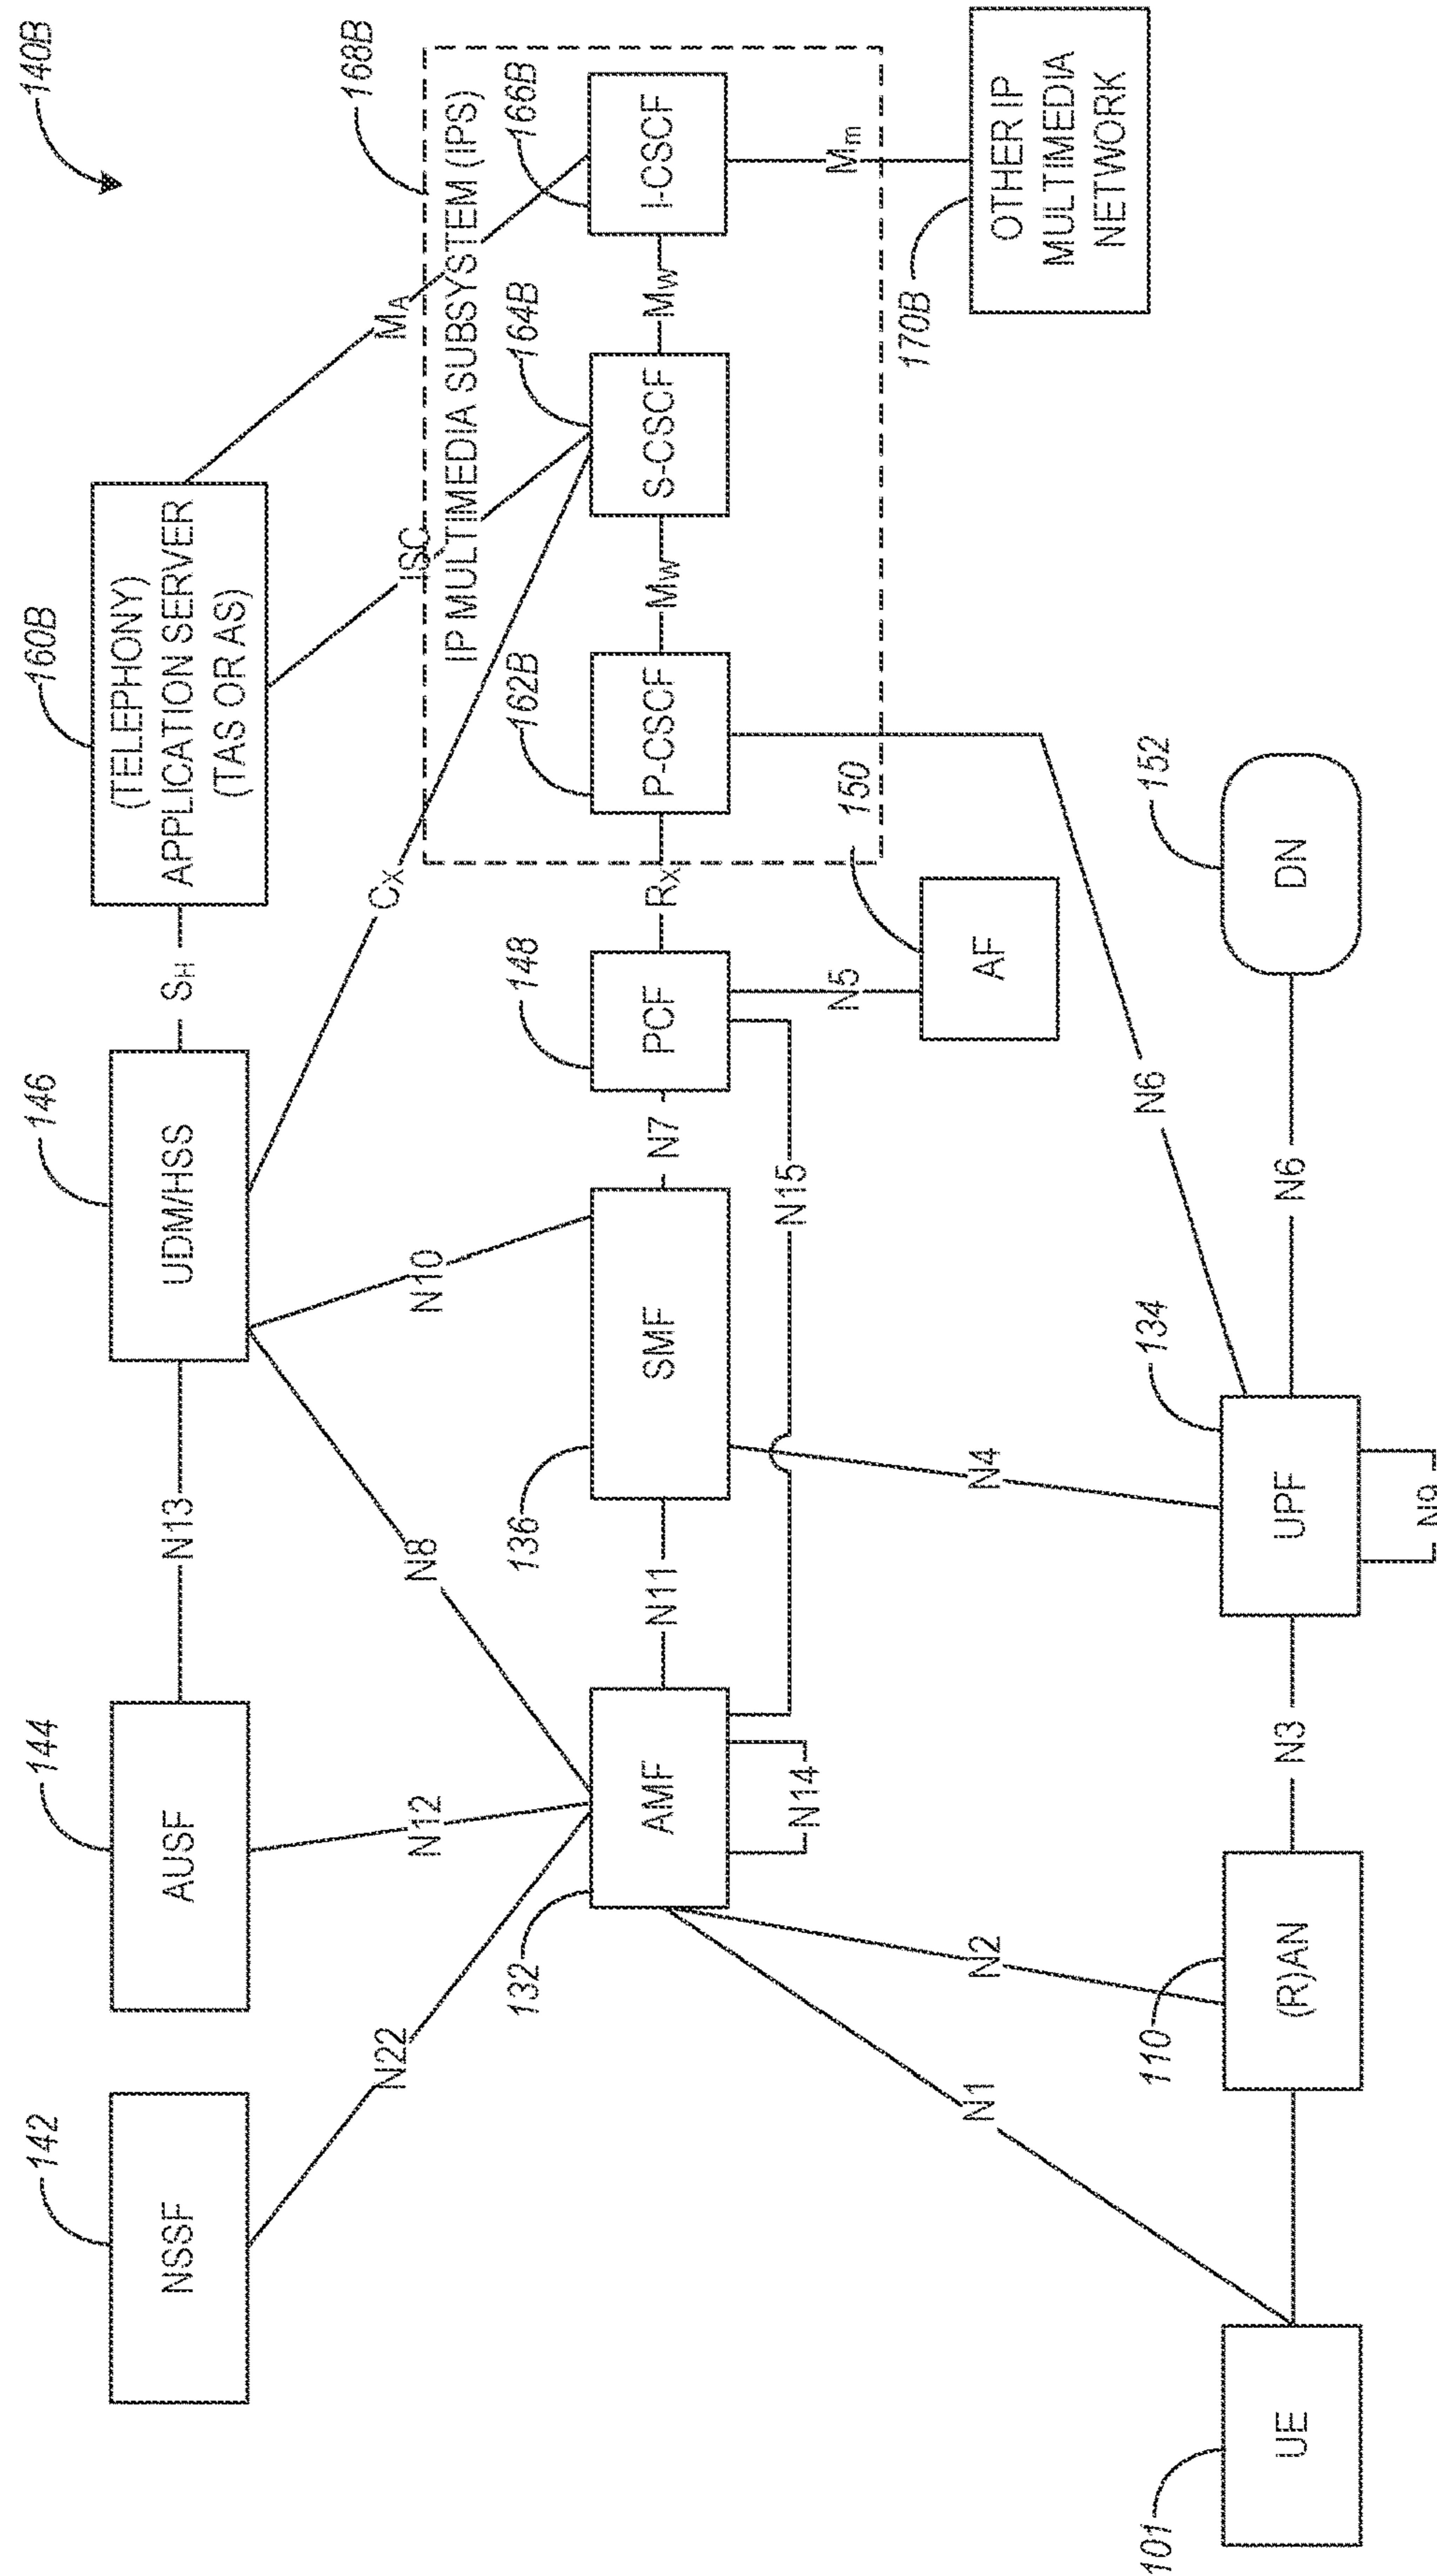 140B
142
NSSF
144
AUSF
N13
146
UDM/HSS
SH
160B
(TELEPHONY)
APPLICATION SERVER
(TAS OR AS)
MA
168B
N22
N12
N8
N10
CX
ISC
IP MULTIMEDIA SUBSYSTEM (IPS)
132
AMF
N11
136
SMF
N7
148
PCF
RX
162B
P-CSCF
MW
164B
S-CSCF
MW
166B
I-CSCF
N14
N15
N5
150
AF
Mm
170B
OTHER IP
MULTIMEDIA
NETWORK
N1
N2
N4
N6
101
UE
110
(R)AN
N3
134
UPF
N6
152
DN
N9